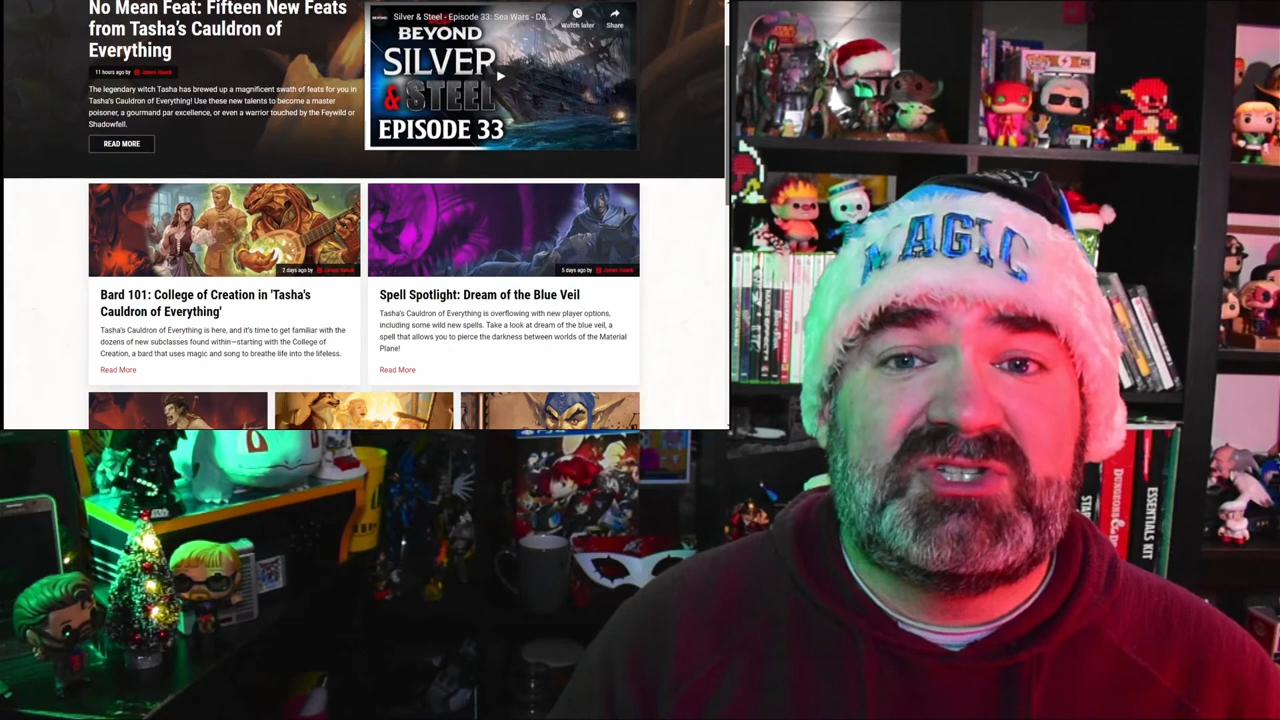 No Mean Feat: Fifteen New Feats
from Tasha's Cauldron of
Everything
11 hours ago by James Haeck
The legendary witch Tasha has brewed up a magnificent swath of feats for you in
Tasha's Cauldron of Everything! Use these new talents to become a master
poisoner, a gourmand par excellence, or even a warrior touched by the Feywild or
Shadowfell.
READ MORE
BEYOND
Silver & Steel - Episode 33: Sea Wars - D&...
Watch later
Share
BEYOND
SILVER
& STEEL
EPISODE 33
2 days ago by James Haeck
Bard 101: College of Creation in 'Tasha's
Cauldron of Everything'
Tasha's Cauldron of Everything is here, and it's time to get familiar with the
dozens of new subclasses found within—starting with the College of
Creation, a bard that uses magic and song to breathe life into the lifeless.
Read More
5 days ago by James Haeck
Spell Spotlight: Dream of the Blue Veil
Tasha's Cauldron of Everything is overflowing with new player options,
including some wild new spells. Take a look at dream of the blue veil, a
spell that allows you to pierce the darkness between worlds of the Material
Plane!
Read More
MAGIC
DUNGEONS & D
ESSENTIALS KIT
STA